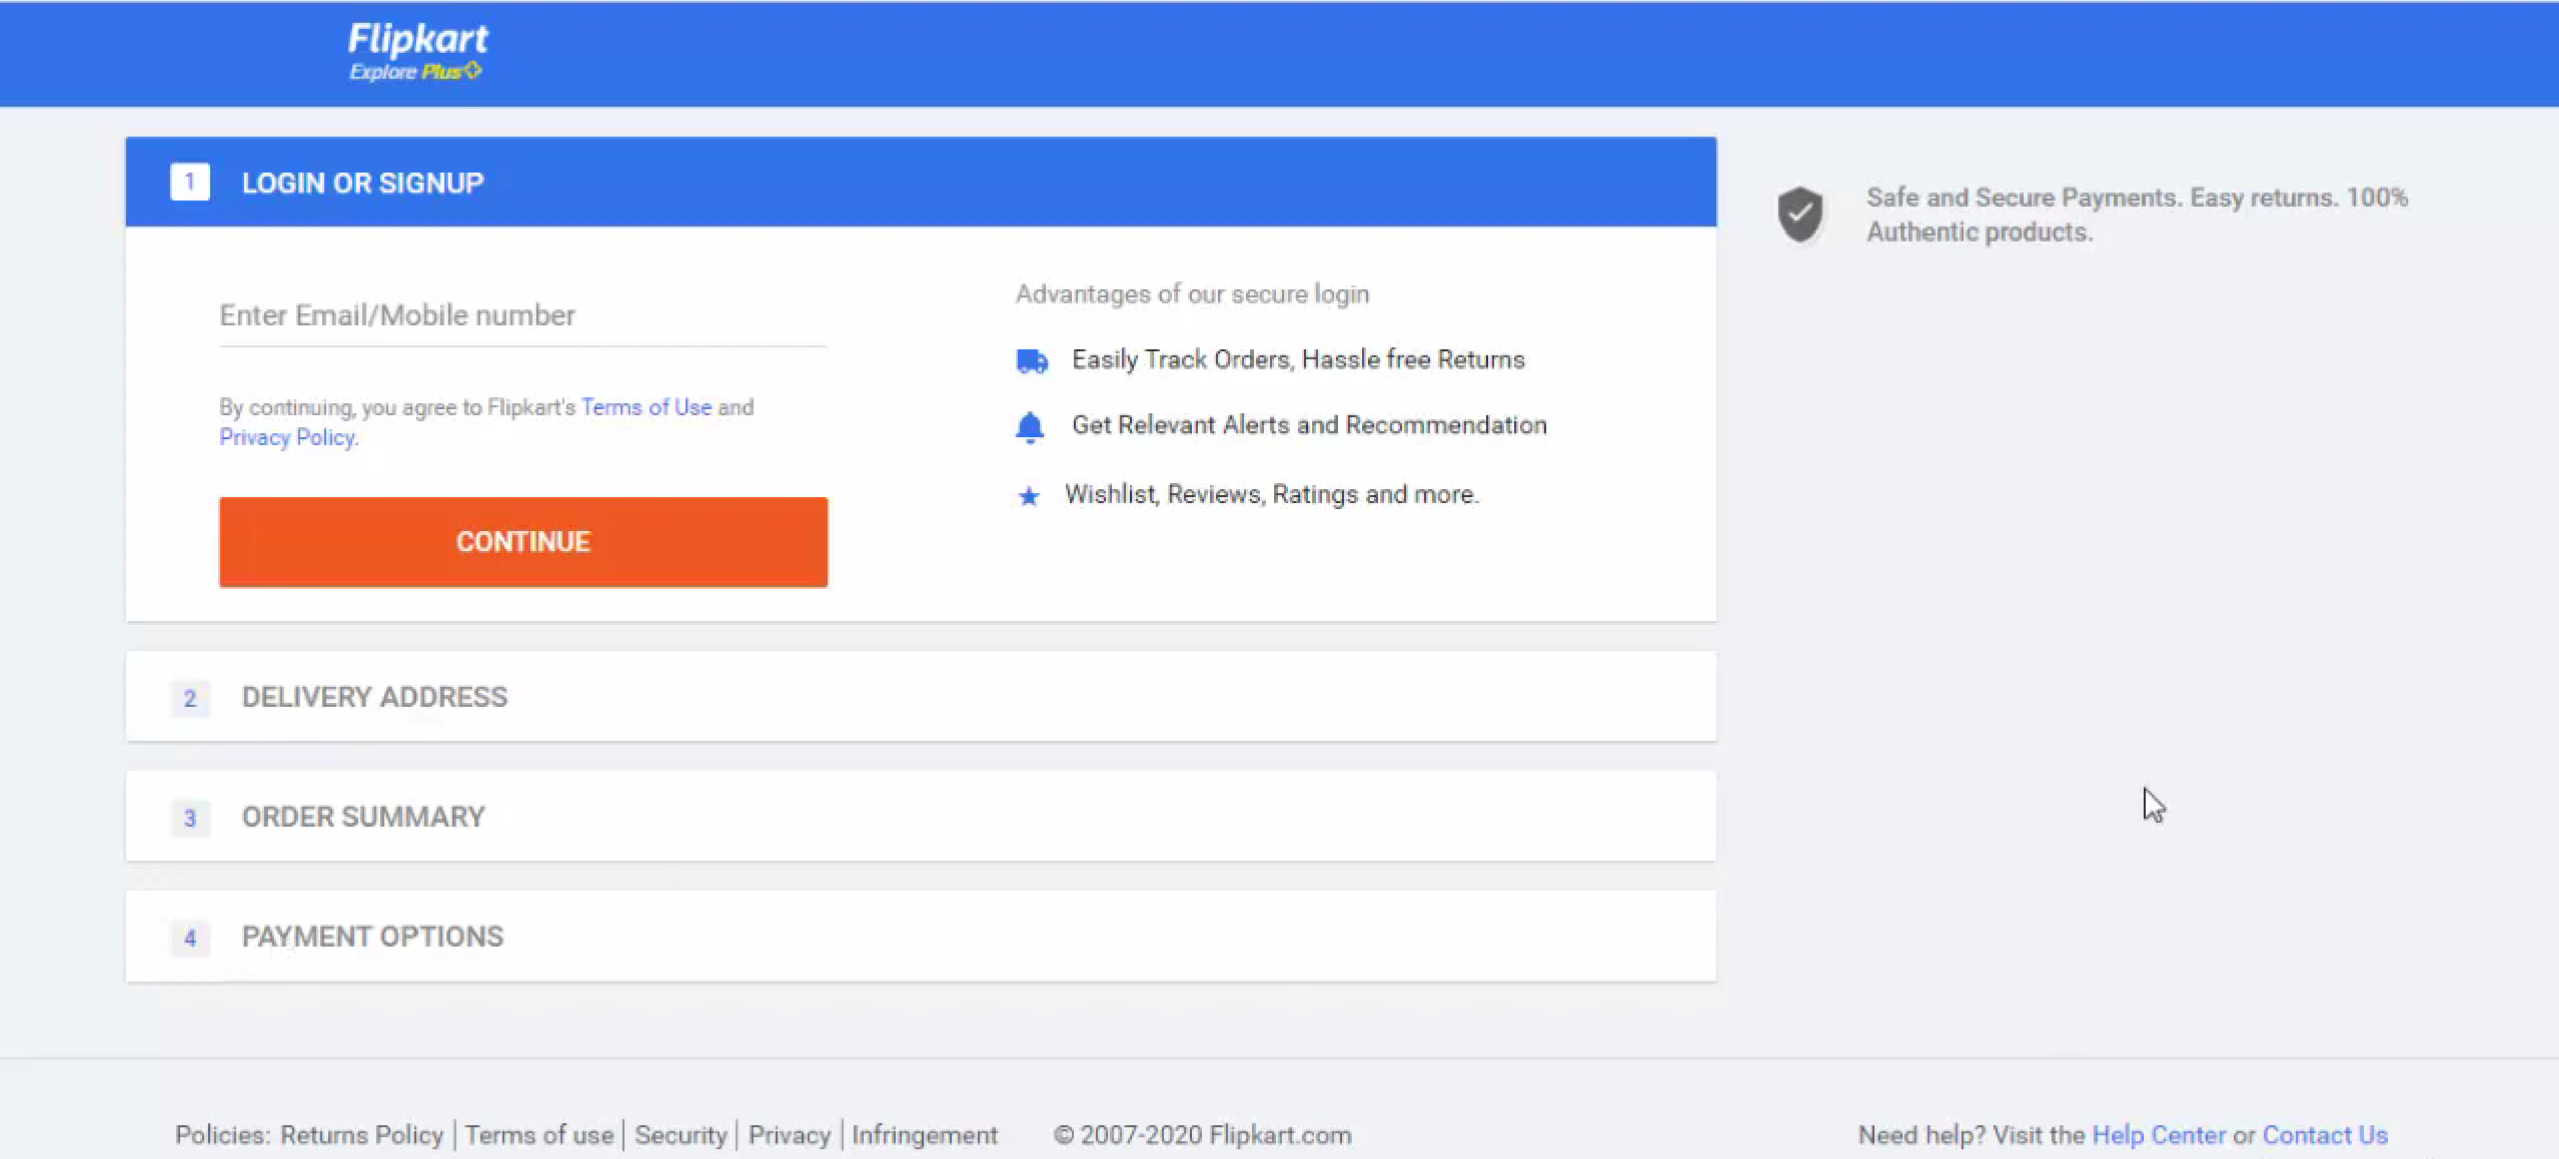 Flipkart
Explore Plus
1 LOGIN OR SIGNUP
Enter Email/Mobile number
By continuing, you agree to Flipkart's Terms of Use and
Privacy Policy.
CONTINUE
Advantages of our secure login
Easily Track Orders, Hassle free Returns
Get Relevant Alerts and Recommendation
Wishlist, Reviews, Ratings and more.
Safe and Secure Payments. Easy returns. 100%
Authentic products.
2 DELIVERY ADDRESS
3 ORDER SUMMARY
4 PAYMENT OPTIONS
Policies: Returns Policy | Terms of use | Security | Privacy | Infringement © 2007-2020 Flipkart.com Need help? Visit the Help Center or Contact Us